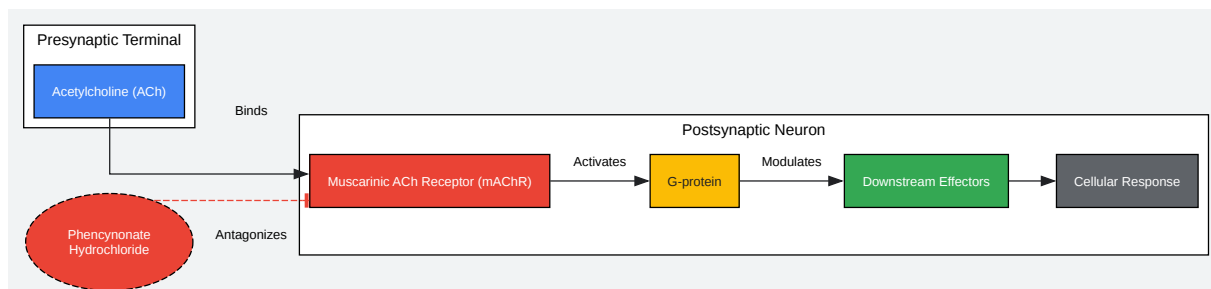 Presynaptic Terminal
Acetylcholine (ACh)
Binds
Postsynaptic Neuron
Muscarinic ACh Receptor (mAChR)
Activates
G-protein
Modulates
Downstream Effectors
Cellular Response
Phencynonate
Hydrochloride
Antagonizes